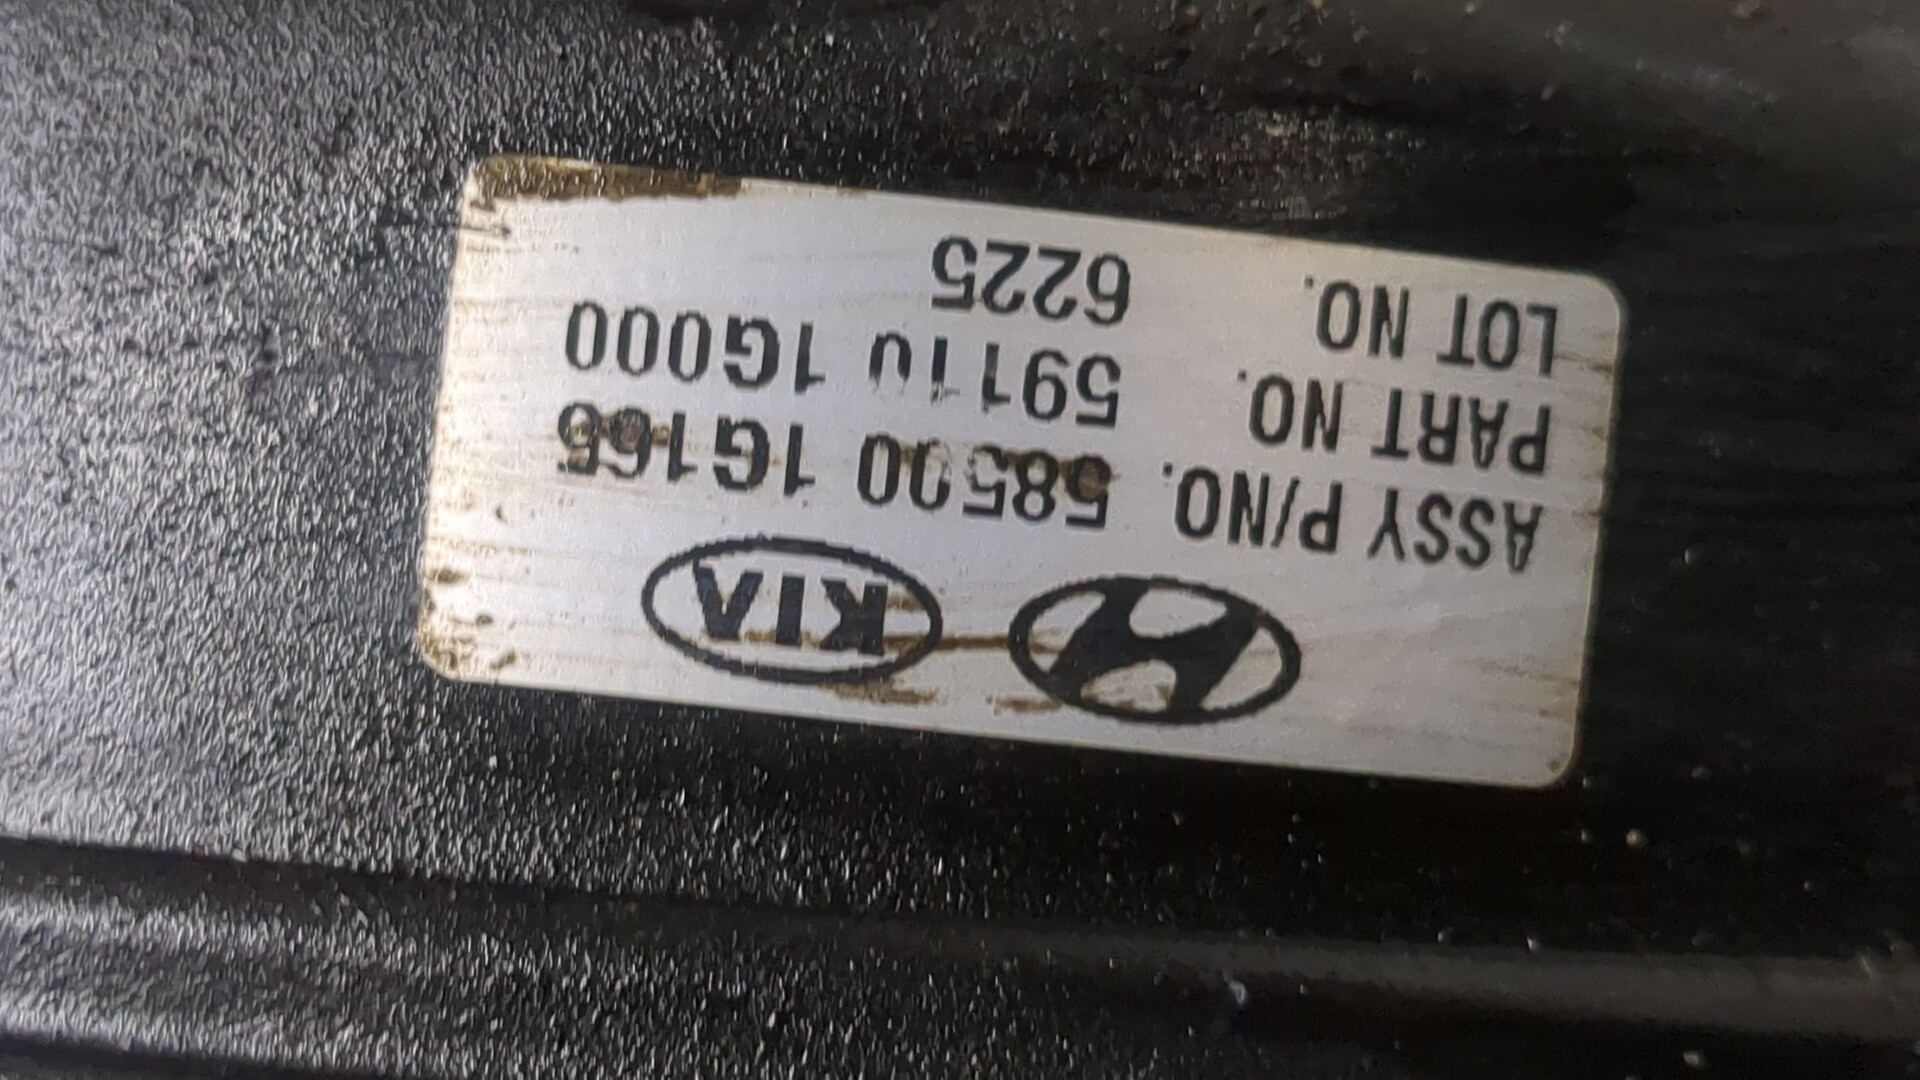 KIA
ASSY P/NO. 58500 1G165
PART NO. 59110 1G000
LOT NO. 6225